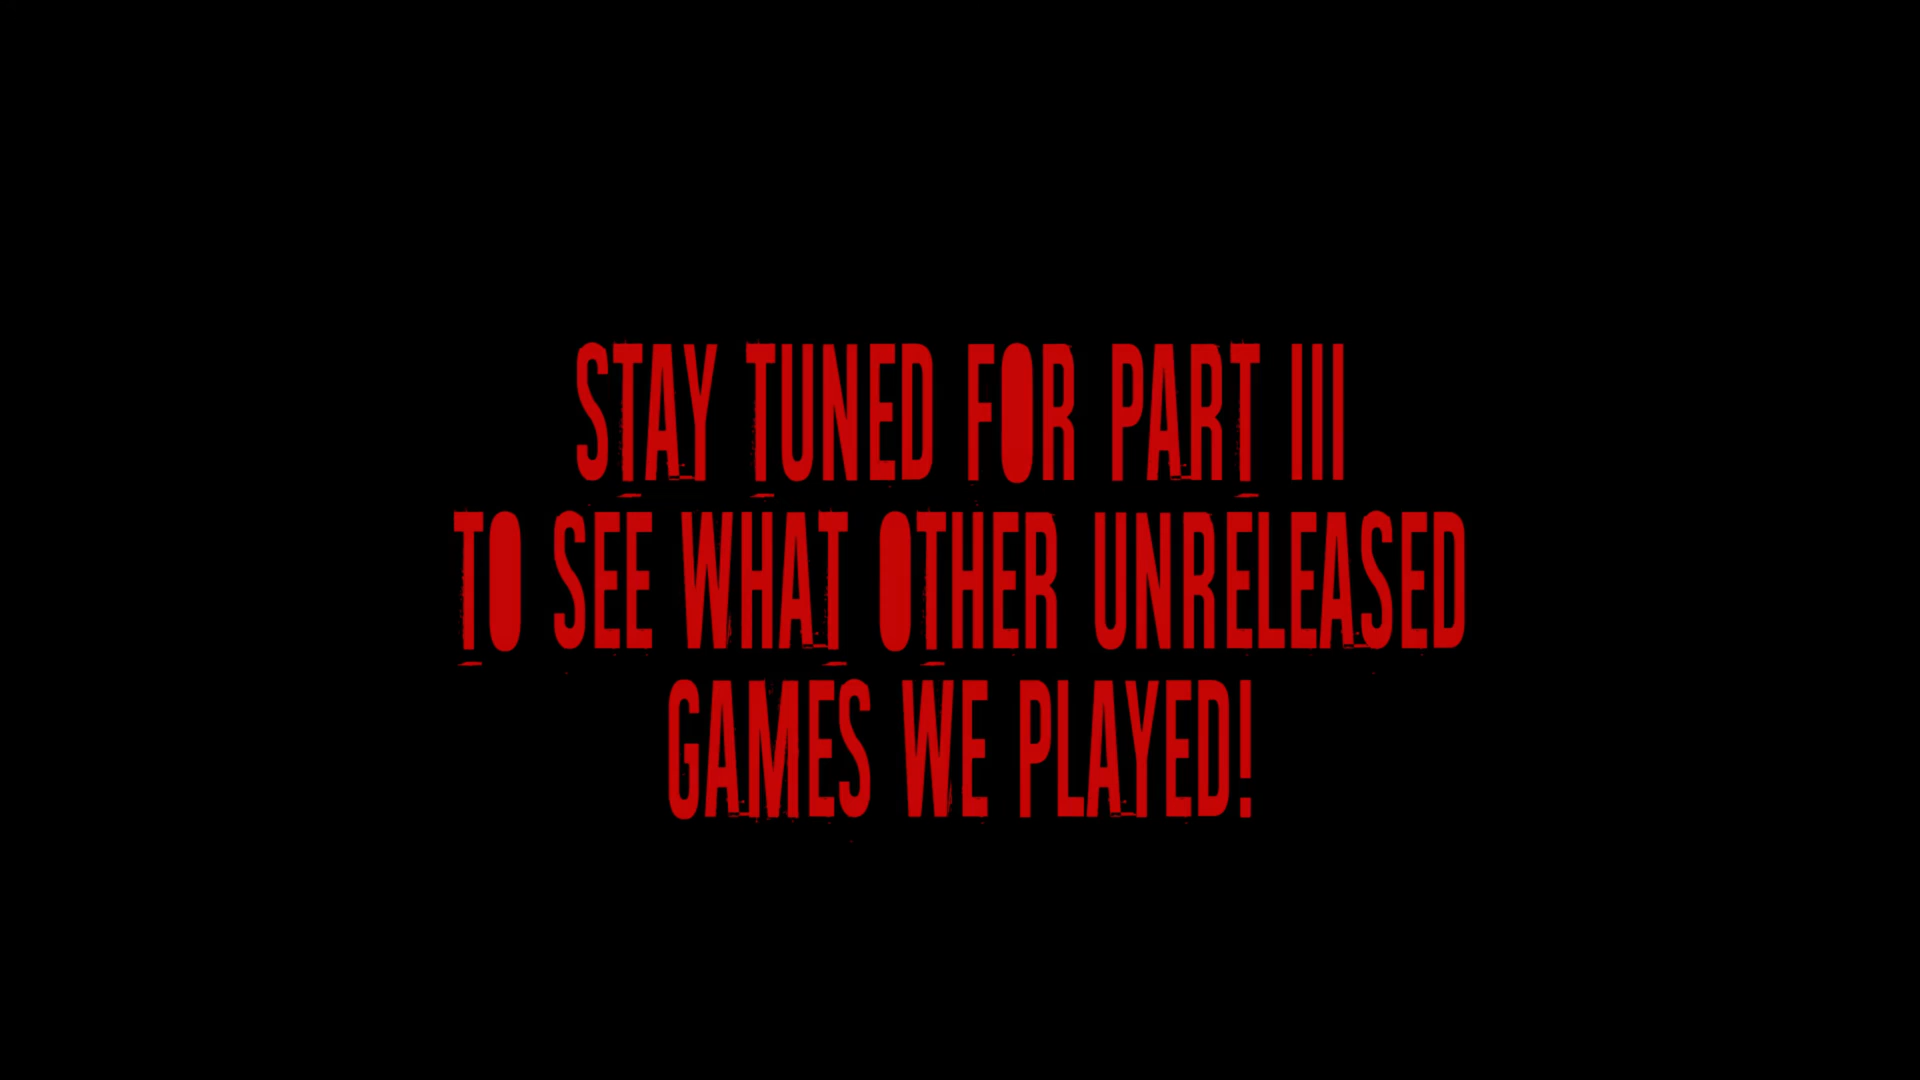 STAY TUNED FOR PART III
TO SEE WHAT OTHER UNRELEASED
GAMES WE PLAYED!